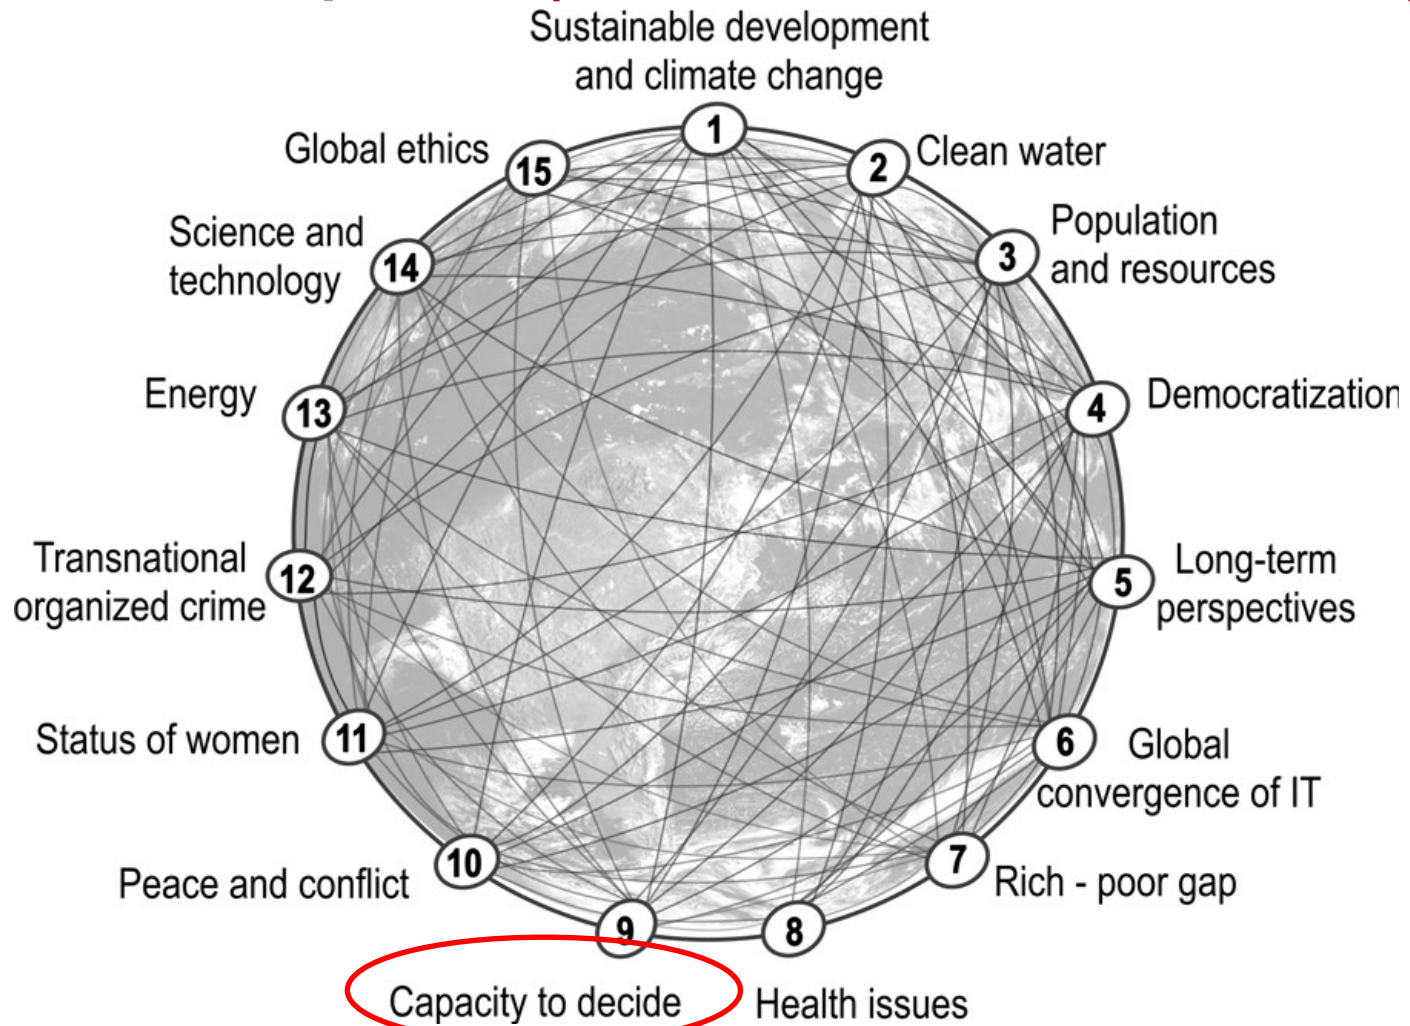 Sustainable development
and climate change
1
2
Clean water
Global ethics
15
Population
and resources
3
Science and
technology
14
Democratization
4
Energy
13
Long-term
perspectives
5
Transnational
organized crime
12
Global
convergence of IT
6
Status of women
11
Rich - poor gap
7
Peace and conflict
10
Health issues
8
Capacity to decide
9